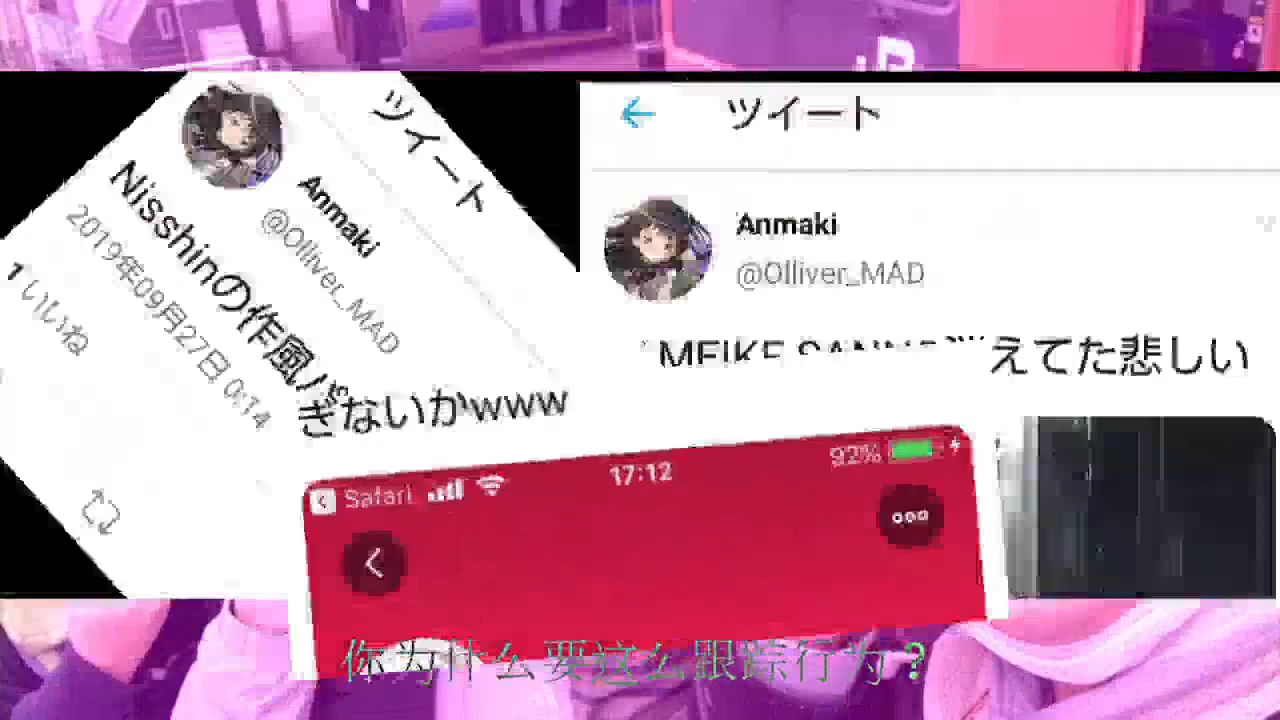 ツイート
Anmaki
@Olliver_MAD
Nisshinの作風パ
2019年09月27日 0:14
1 いいね
ツイート
Anmaki
@Olliver_MAD
MEIKE
えてた悲しい
きないかwww
Safari
17:12
92%
你为什么要这么跟踪行为？